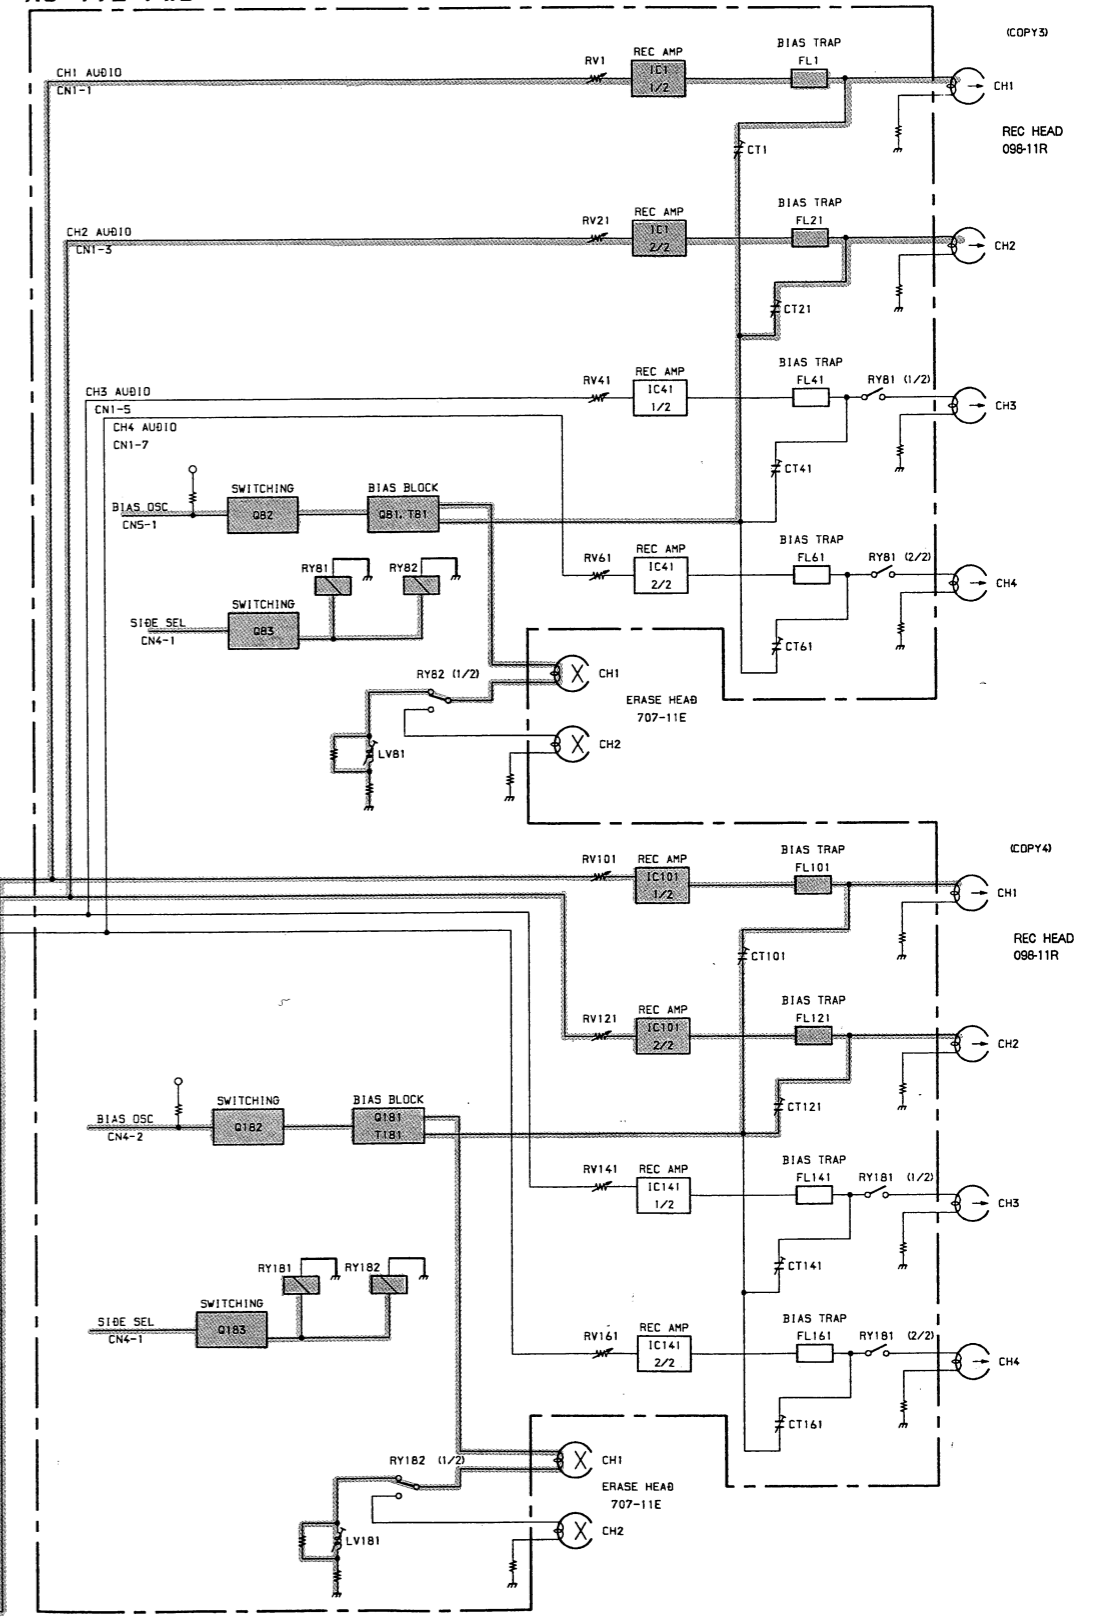 (COPY3)
BIAS TRAP
REC AMP
RV1
FL1
CH1 AUDIO
IC1
CN1-1
1/2
CH1
REC HEAD
098-11R
CT1
BIAS TRAP
REC AMP
RV21
FL21
CH2 AUDIO
IC1
CN1-3
2/2
CH2
CT21
BIAS TRAP
REC AMP
RV41
FL41
RY81 (1/2)
CH3 AUDIO
IC41
CN1-5
1/2
CH3
CH4 AUDIO
CN1-7
CT41
SWITCHING
BIAS BLOCK
BIAS OSC
Q82
Q81, T81
CN5-1
BIAS TRAP
REC AMP
RV61
FL61
RY81 (2/2)
IC41
2/2
CH4
RY81
RY82
SWITCHING
SIDE SEL
Q83
CN4-1
CT61
RY82 (1/2)
CH1
ERASE HEAD
707-11E
CH2
LV81
(COPY4)
BIAS TRAP
REC AMP
RV101
FL101
IC101
1/2
CH1
REC HEAD
098-11R
CT101
BIAS TRAP
REC AMP
RV121
FL121
IC101
2/2
CH2
SWITCHING
BIAS BLOCK
BIAS OSC
Q182
Q181
T181
CN4-2
CT121
BIAS TRAP
REC AMP
RV141
FL141
RY181 (1/2)
IC141
1/2
CH3
CT141
RY181
RY182
SWITCHING
SIDE SEL
Q183
CN4-1
BIAS TRAP
REC AMP
RV161
FL161
RY181 (2/2)
IC141
2/2
CH4
CT161
RY182 (1/2)
CH1
ERASE HEAD
707-11E
CH2
LV181